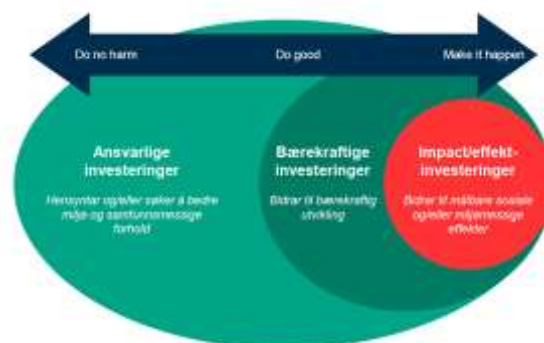 Do no harm
Do good
Make it happen
Ansvarlige
investeringer
Hensyntar og/eller søker å bedre
miljø og samfunnsmessige
forhold
Bærekraftige
investeringer
Bidrar til bærekraftig
utvikling
Impact/effekt-
investeringer
Bidrar til målbare sosiale
og/eller miljømessige
effekter